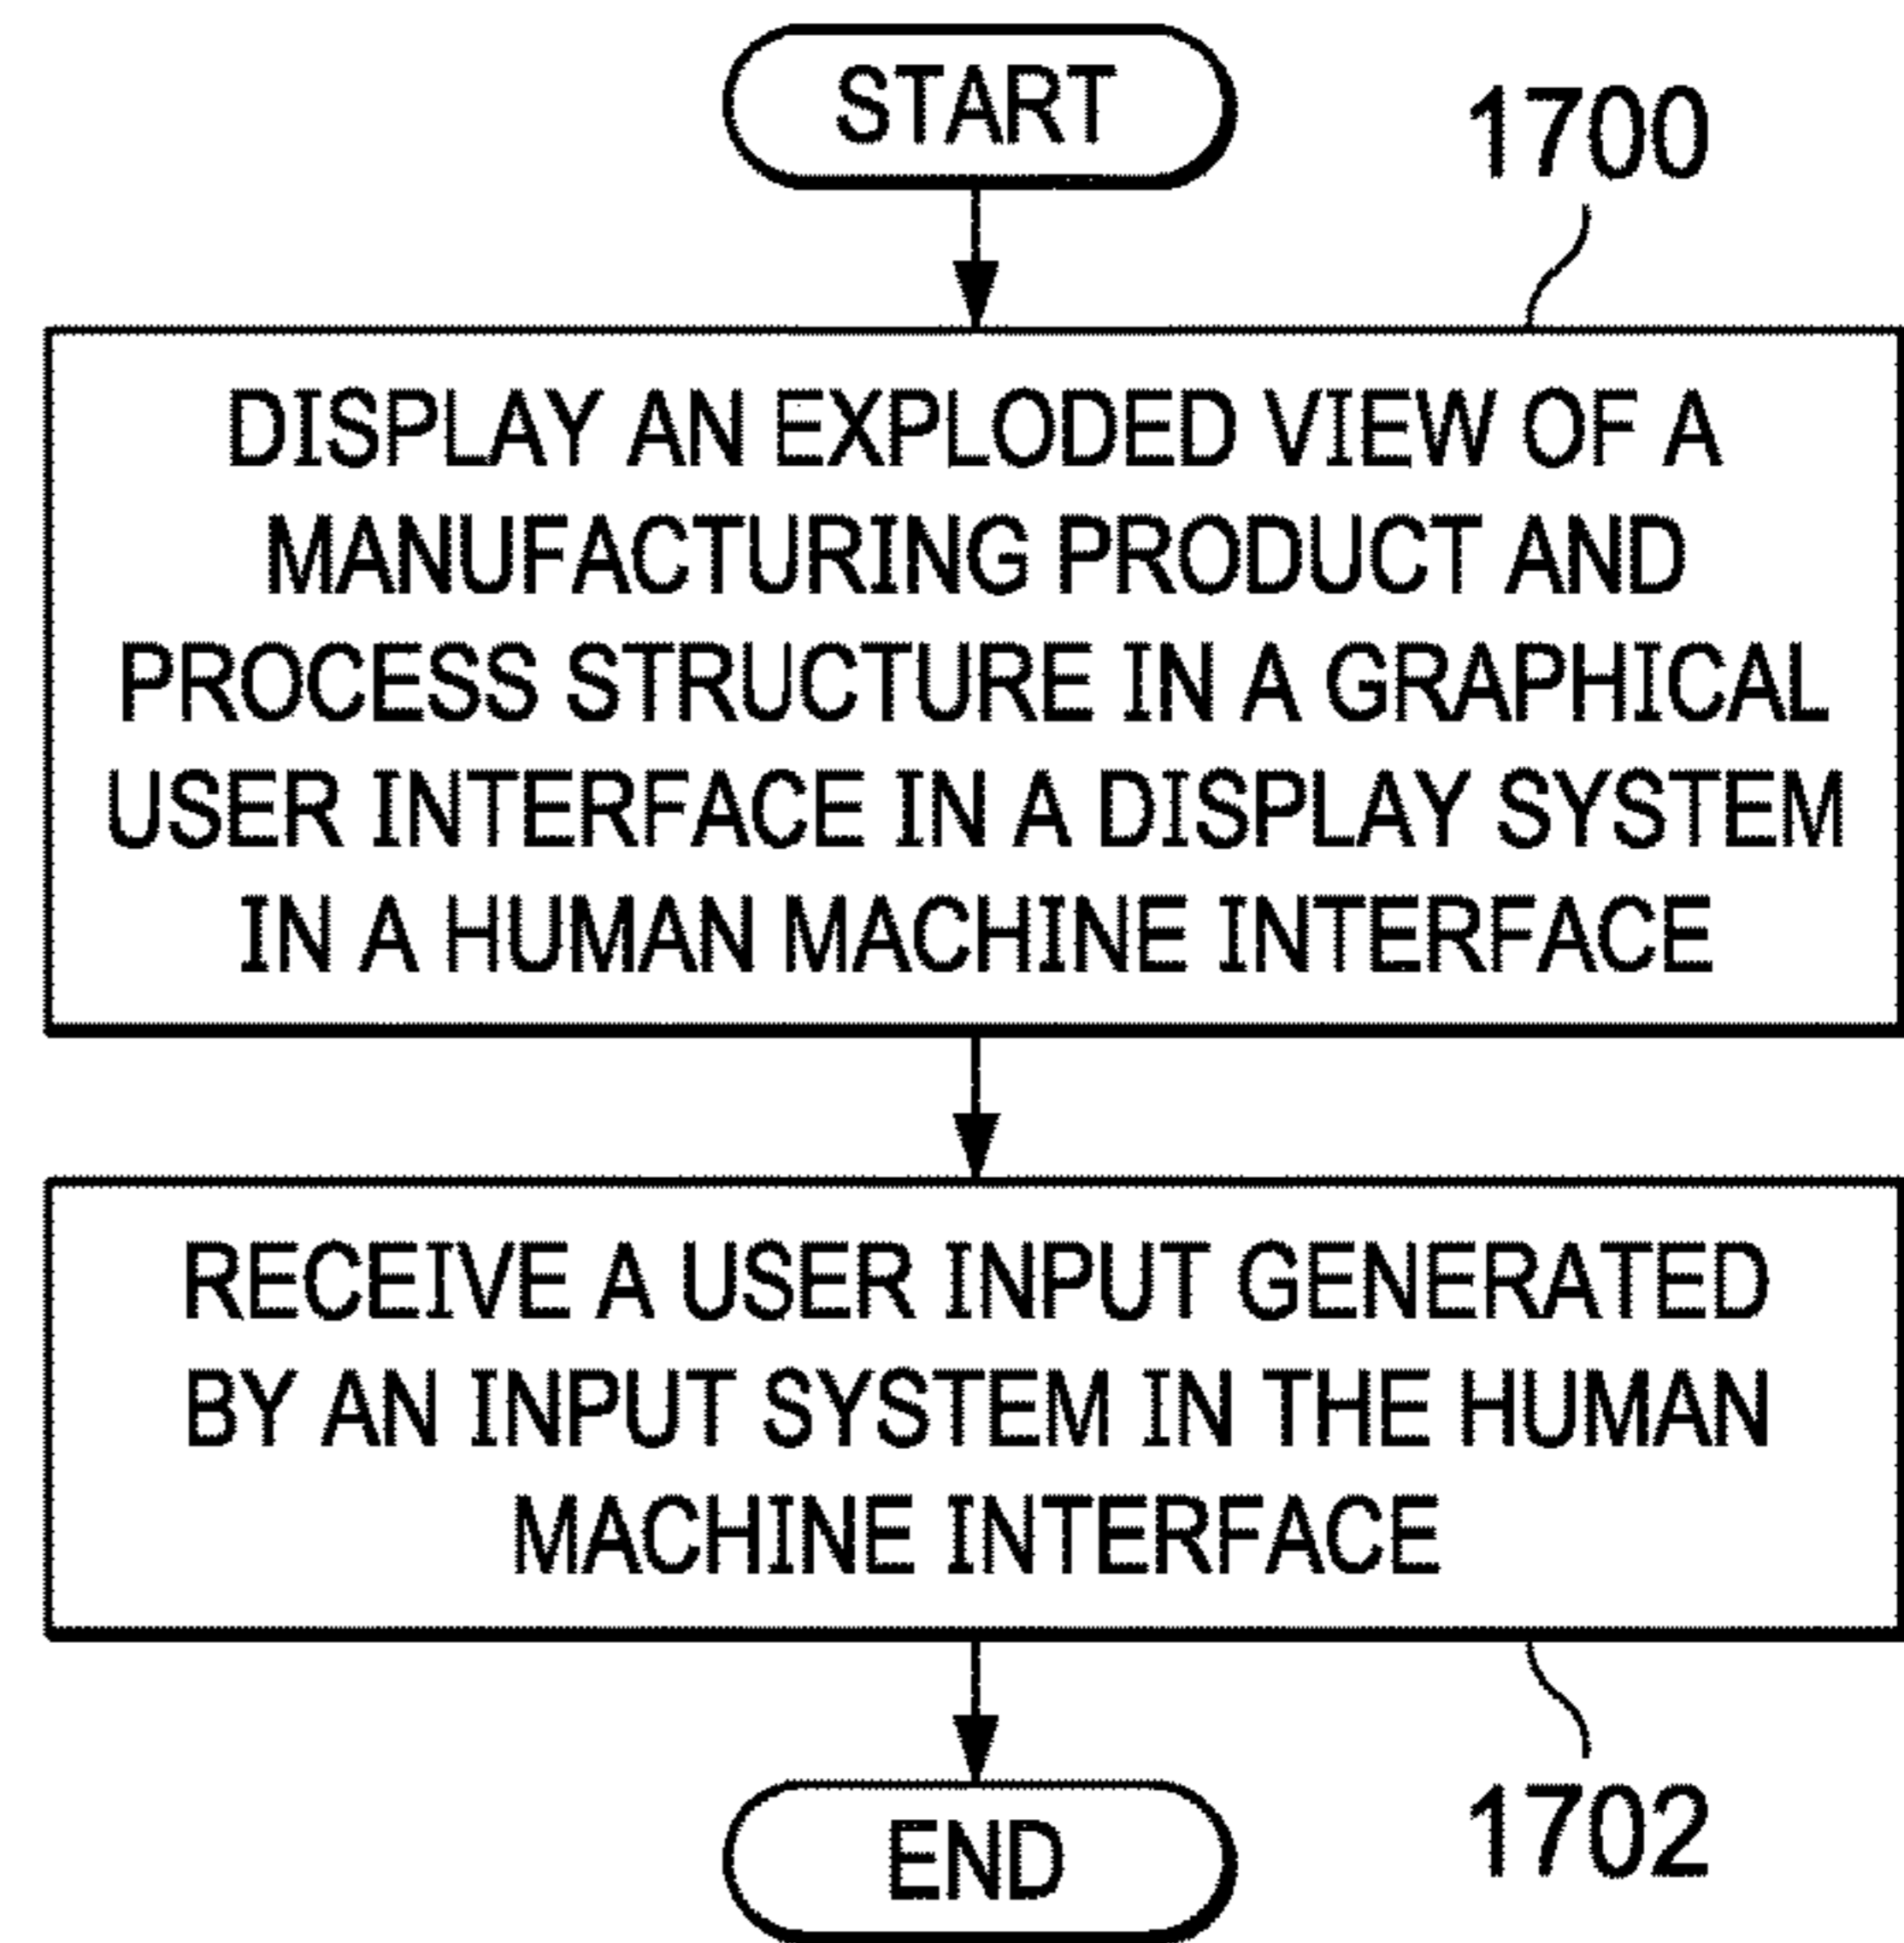 START
1700
DISPLAY AN EXPLODED VIEW OF A
MANUFACTURING PRODUCT AND
PROCESS STRUCTURE IN A GRAPHICAL
USER INTERFACE IN A DISPLAY SYSTEM
IN A HUMAN MACHINE INTERFACE
RECEIVE A USER INPUT GENERATED
BY AN INPUT SYSTEM IN THE HUMAN
MACHINE INTERFACE
1702
END